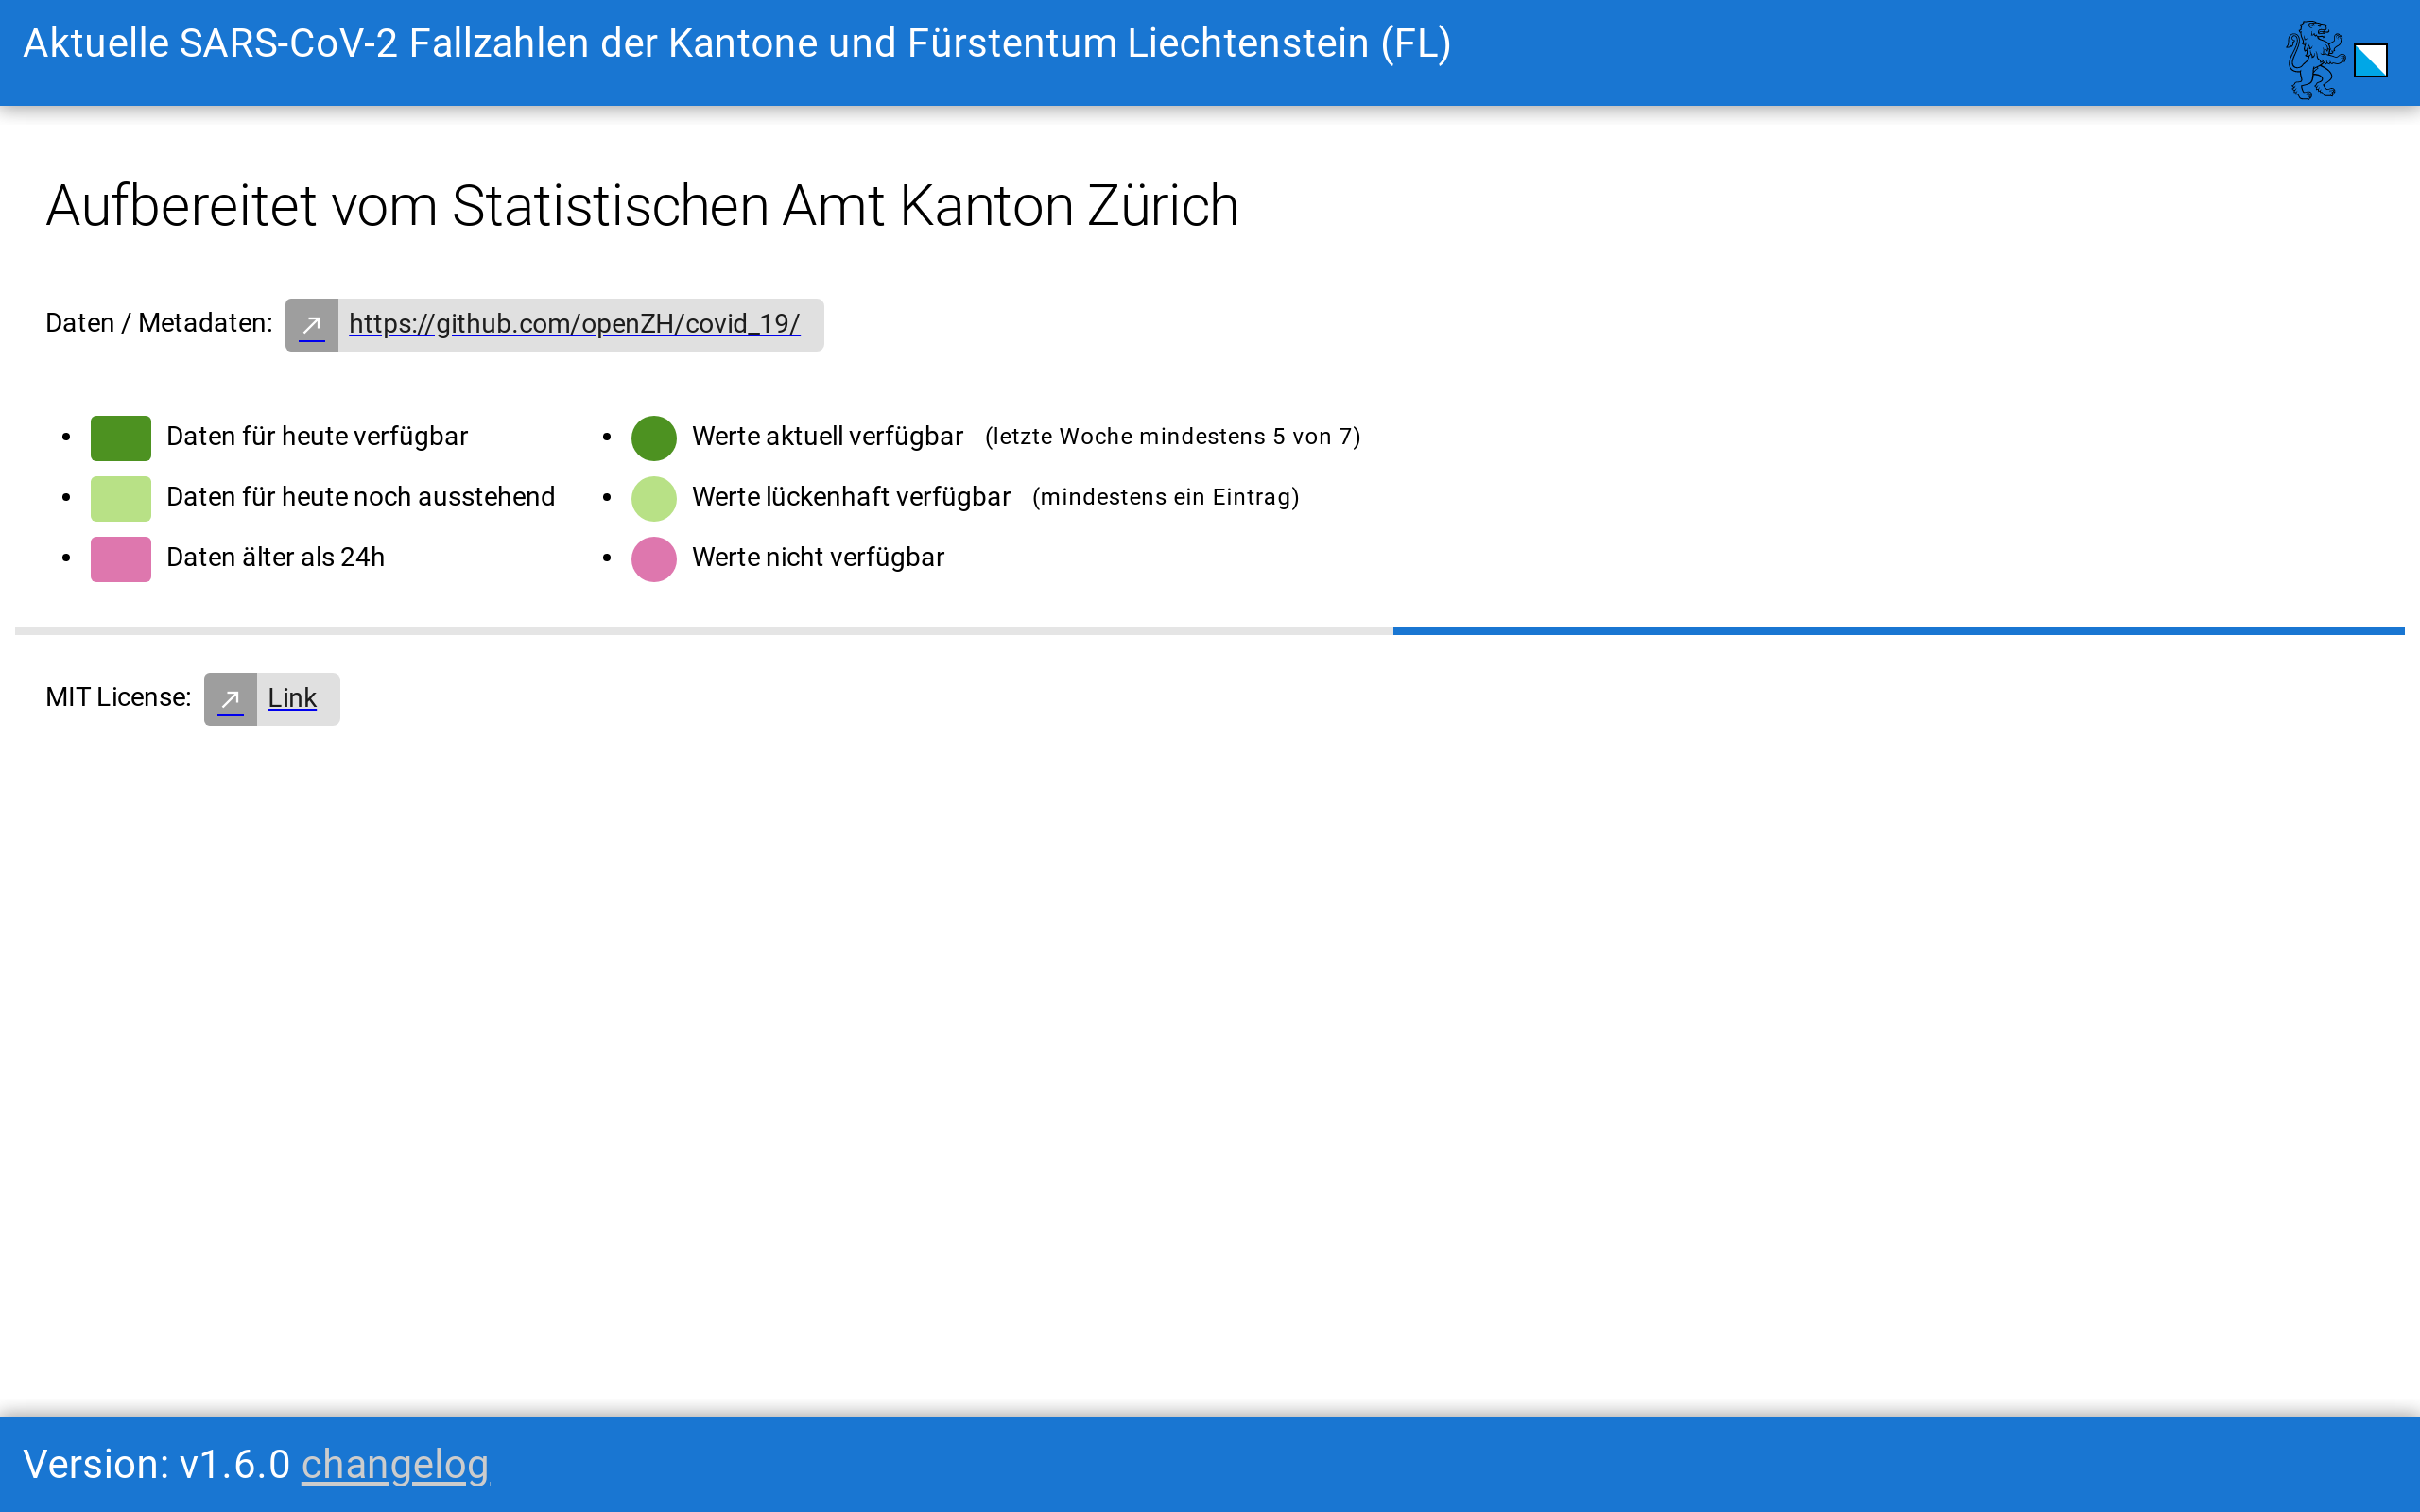 Aktuelle SARS-CoV-2 Fallzahlen der Kantone und Fürstentum Liechtenstein (FL)
Aufbereitet vom Statistischen Amt Kanton Zürich
Daten / Metadaten: https://github.com/openZH/covid_19/
Daten für heute verfügbar
Daten für heute noch ausstehend
Daten älter als 24h
Werte aktuell verfügbar (letzte Woche mindestens 5 von 7)
Werte lückenhaft verfügbar (mindestens ein Eintrag)
Werte nicht verfügbar
MIT License: Link
Version: v1.6.0 changelog